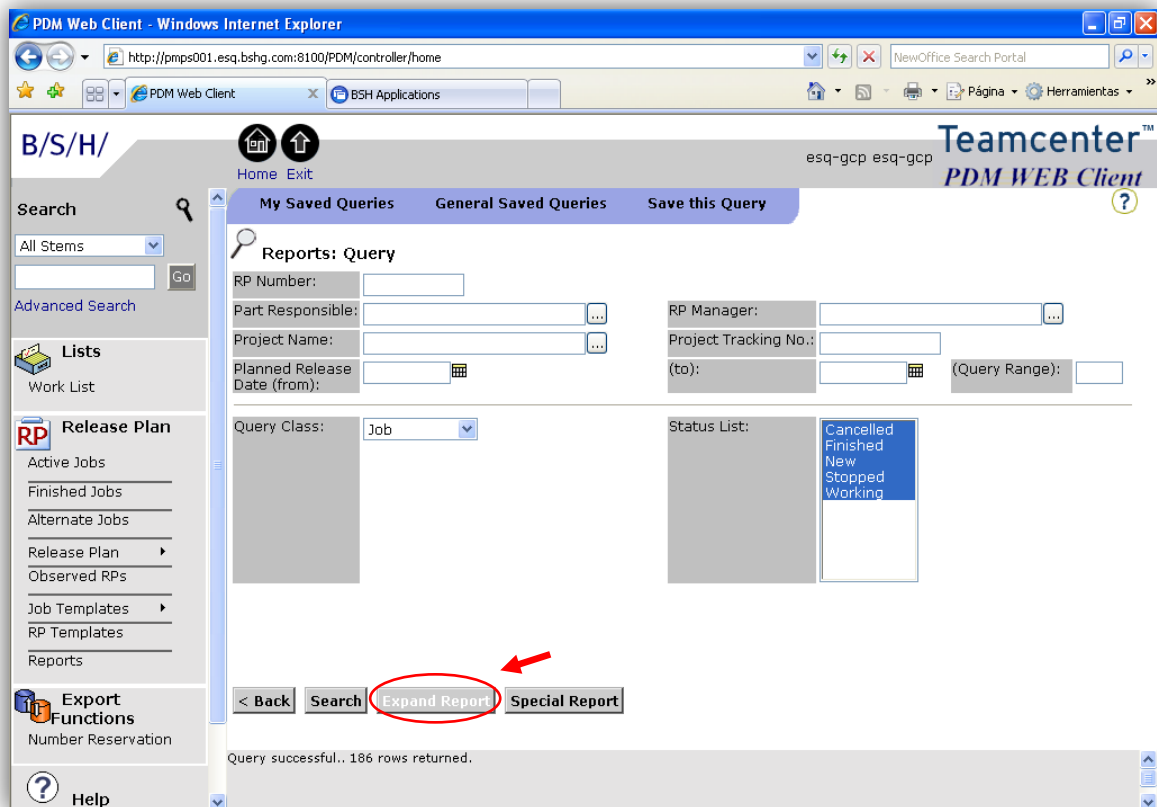 PDM Web Client - Windows Internet Explorer
http://pmps001.esq.bshg.com:8100/PDM/controller/home
NewOffice Search Portal
PDM Web Client X
BSH Applications
Página
Herramientas
»
B/S/H/
Home Exit
esq-gcp esq-gcp
Teamcenter™
PDM WEB Client
?
Search
All Stems
Go
Advanced Search
Lists
Work List
RP Release Plan
Active Jobs
Finished Jobs
Alternate Jobs
Release Plan
Observed RPs
Job Templates
RP Templates
Reports
Export
Functions
Number Reservation
? Help
My Saved Queries General Saved Queries Save this Query
Reports: Query
RP Number:
Part Responsible: ... RP Manager: ...
Project Name: ... Project Tracking No.:
Planned Release
Date (from): (to): (Query Range):
Query Class: Job
Status List:
Cancelled
Finished
New
Stopped
Working
< Back Search Expand Report Special Report
Query successful.. 186 rows returned.